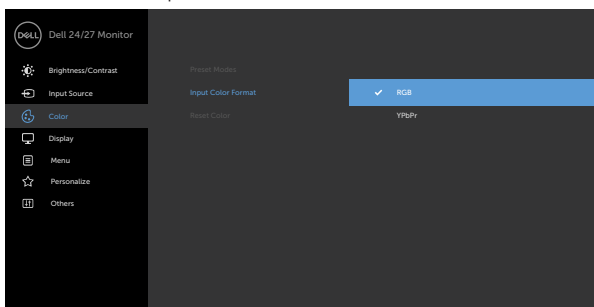 DELL
Dell 24/27 Monitor
Brightness/Contrast
Input Source
Color
Display
Menu
Personalize
Others
Preset Modes
Input Color Format
Reset Color
RGB
YPbPr